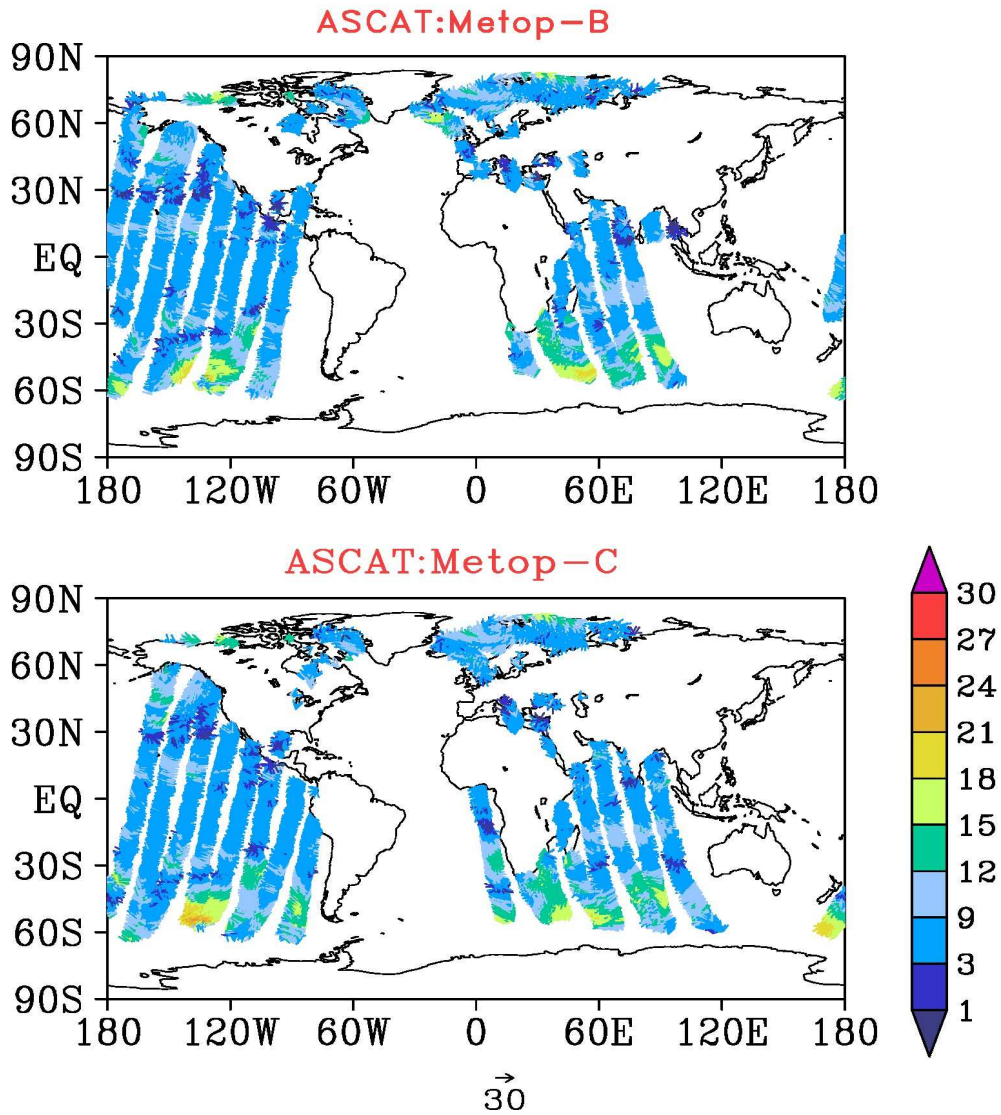 ASCAT:Metop-B
90N
60N
30N
EQ
30S
60S
90S
180 120W 60W 0 60E 120E 180
ASCAT:Metop-C
90N
60N
30N
EQ
30S
60S
90S
180 120W 60W 0 60E 120E 180
30
27
24
21
18
15
12
9
3
1
30